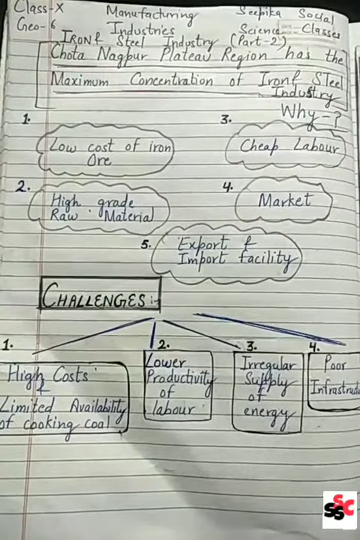 Class-X Manufacturing Deepika Social
Geo-6 Industries Science Classes
Iron & Steel Industry (Part-2)
Chota Nagpur Plateau Region has the
Maximum Concentration of Iron & Steel
Industry
Why-?
1.
Low cost of iron
Ore
3.
Cheap Labour
2.
High grade
Raw Material
4.
Market
5.
Export &
Import facility
CHALLENGES:-
1.
High Costs
&
Limited Availability
of cooking coal
2.
Lower
Productivity
of
labour
3.
Irregular
Supply
of
energy
4.
Poor
SSC